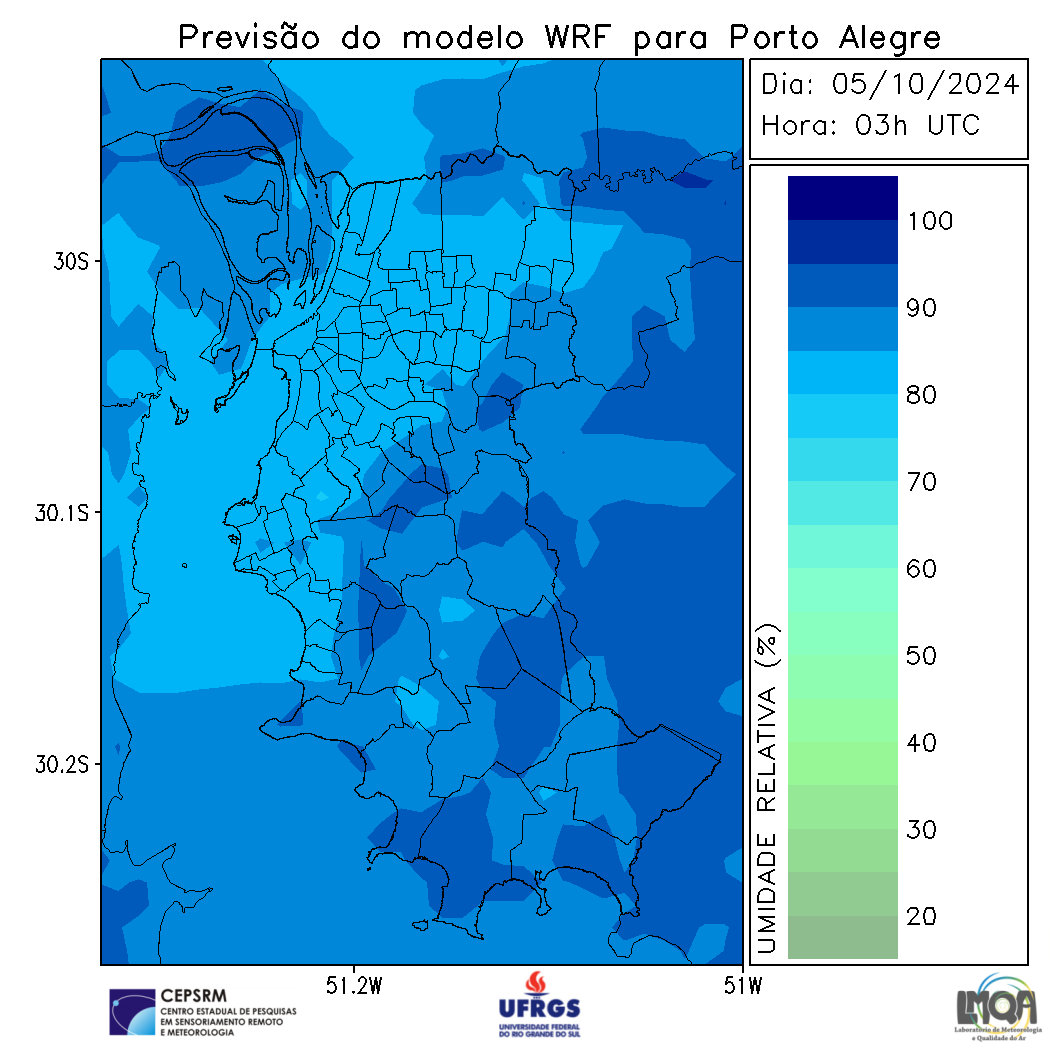 Previsão do modelo WRF para Porto Alegre
Dia: 05/10/2024
Hora: 03h UTC
100
90
80
70
60
50
40
30
20
UMIDADE RELATIVA (%)
30S
30.1S
30.2S
51.2W
51W
CEPSRM
CENTRO ESTADUAL DE PESQUISAS
EM SENSORIAMENTO REMOTO
E METEOROLOGIA
UFRGS
UNIVERSIDADE FEDERAL
DO RIO GRANDE DO SUL
LMQA
Laboratório de Meteorologia
e Qualidade do Ar